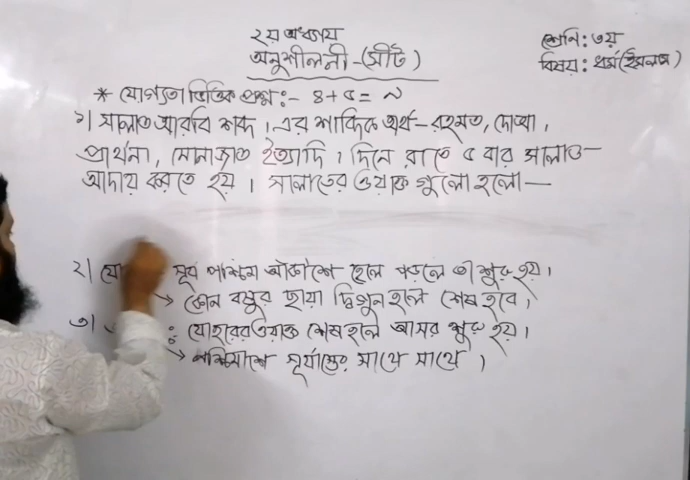 ২য় অধ্যায়
অনুশীলনী-(সীট)
শ্রেনি: ৩য়
বিষয়: ধর্ম(ইসলাম)
* যোগ্যতা ভিত্তিক প্রশ্ন:- ৪+৫= ৯
১। সালাত আরবি শব্দ। এর শাব্দিক অর্থ-রহমত, দোআ,
প্রার্থনা, মোনাজাত ইত্যাদি। দিনে রাতে ৫ বার সালাত-
আদায় করতে হয়। সালাতের ওয়াক্ত গুলো হলো—
২। যো সূর্য পশ্চিম আকাশে হেলে পড়লে তা শুরু হয়।
→ কোন বস্তুর ছায়া দ্বিগুন হলে শেষ হবে,
৩। : যোহরের ওয়াক্ত শেষ হলে আসর শুরু হয়।
→ সূর্যাস্তের সাথে সাথে,